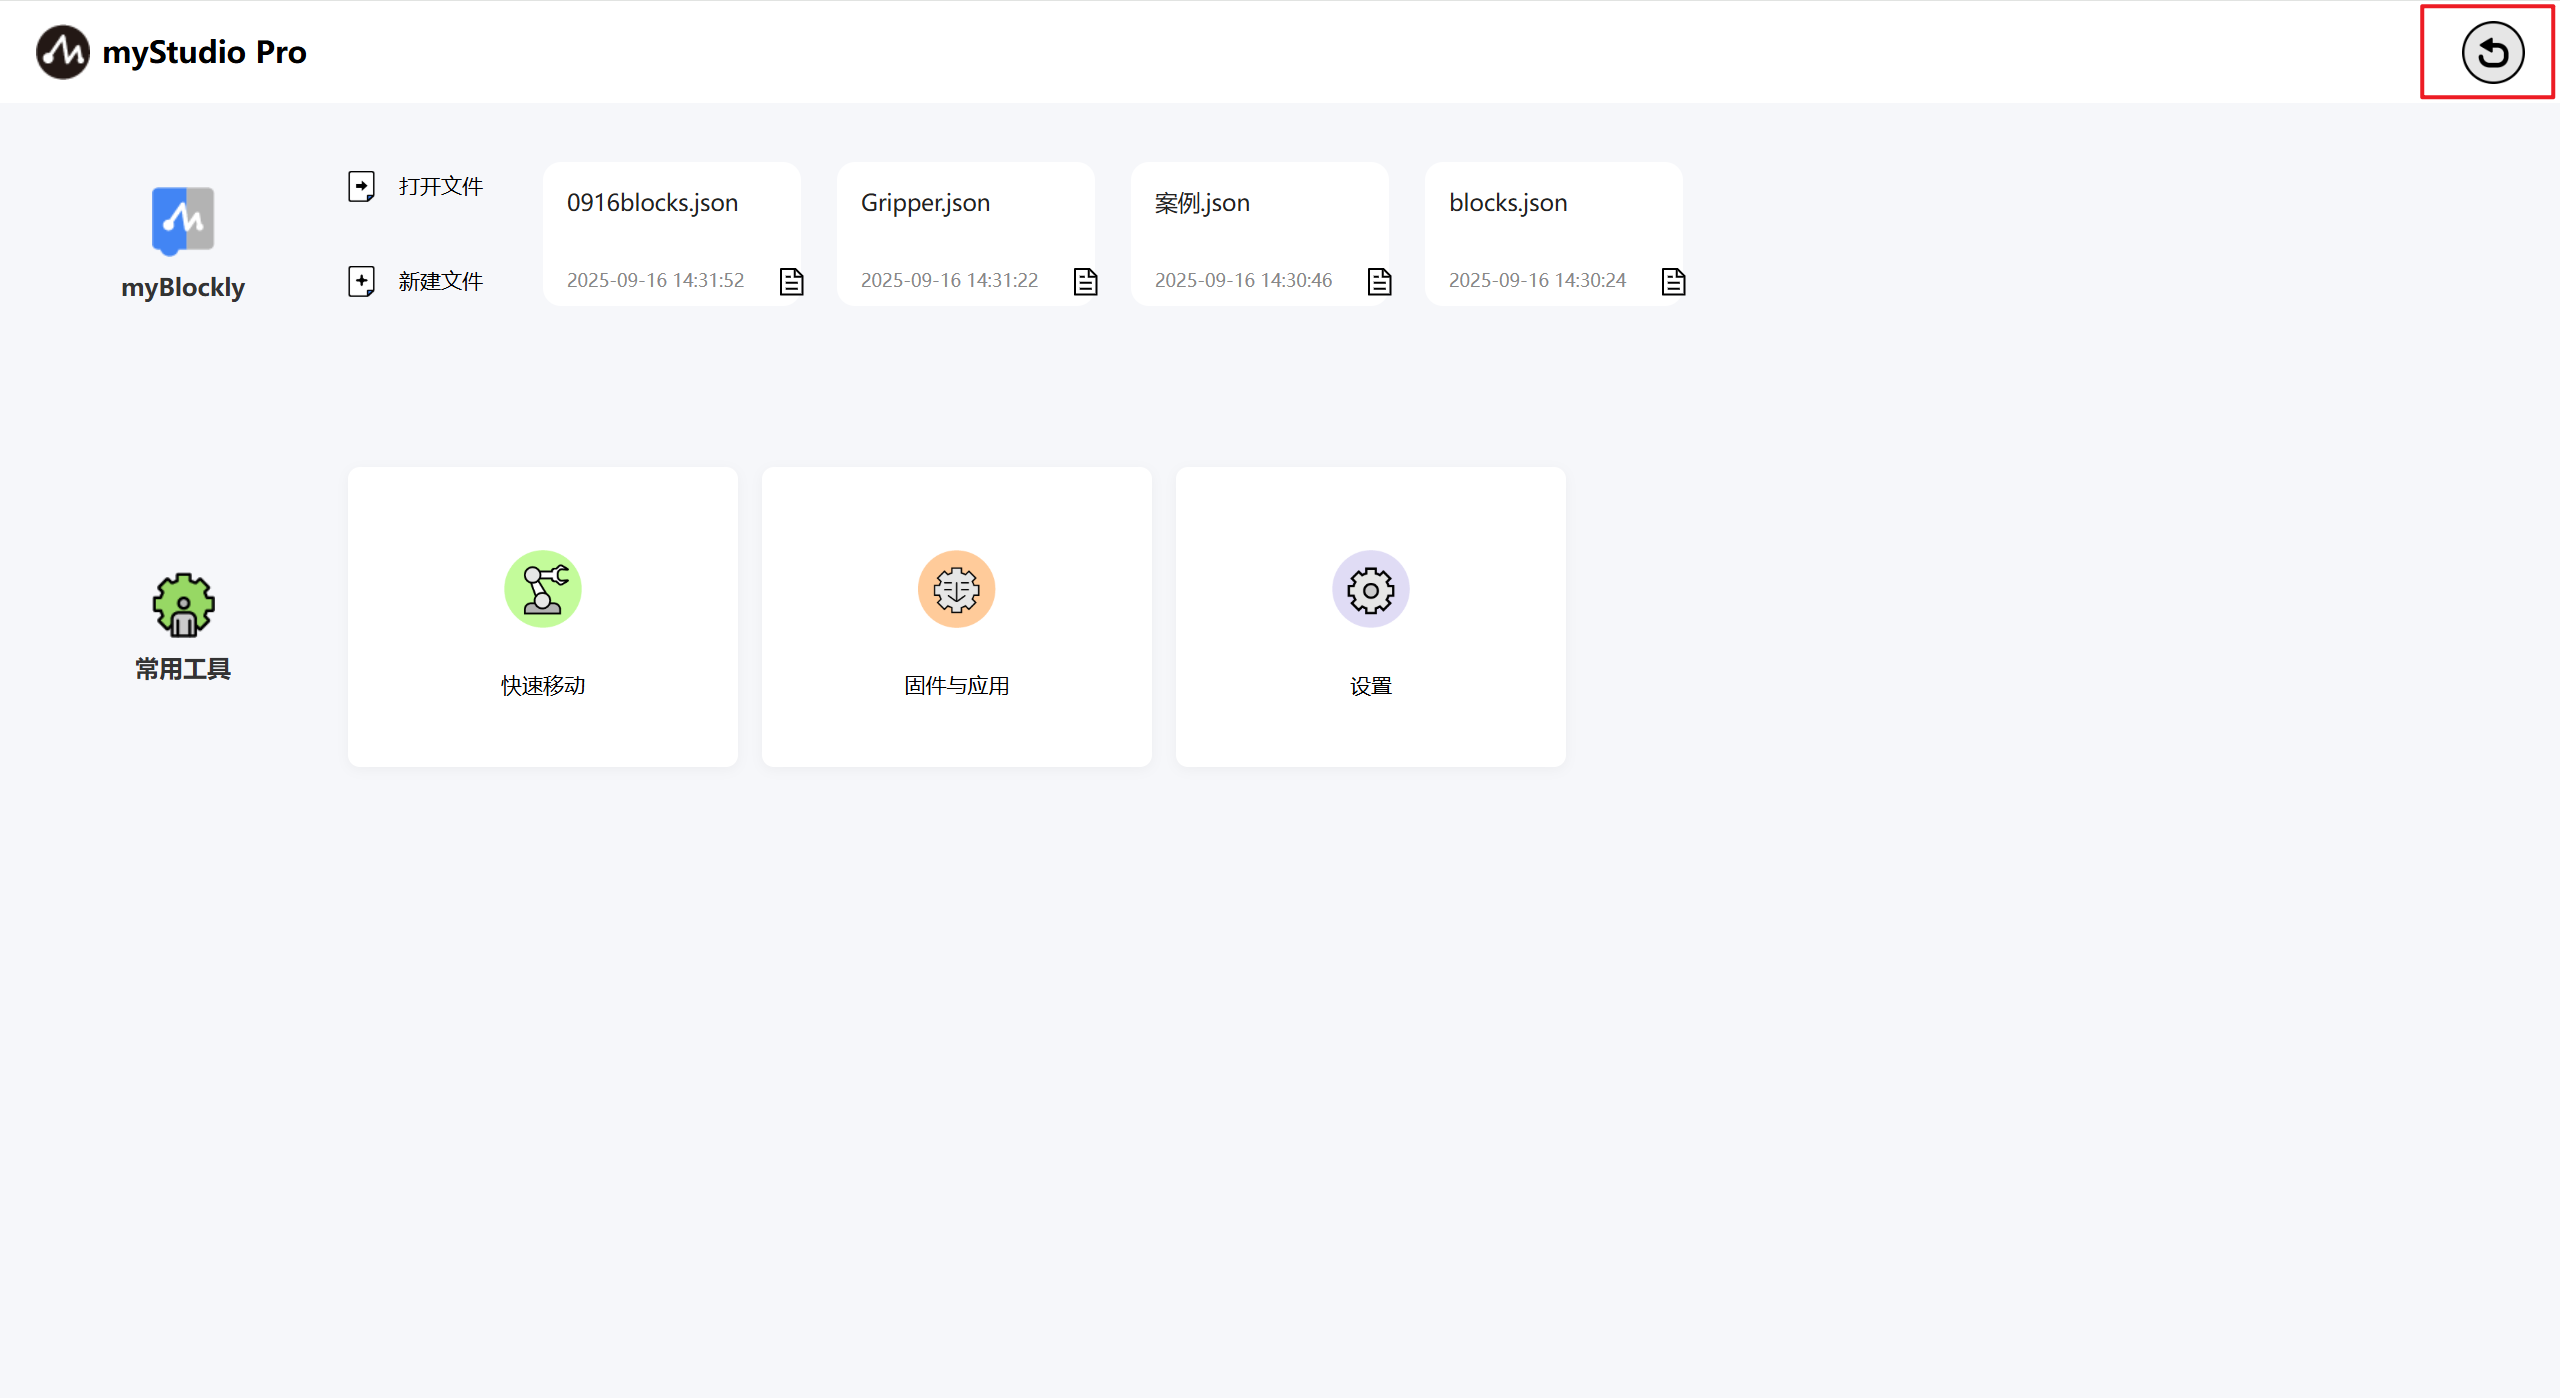 myStudio Pro
myBlockly
打开文件
新建文件
0916blocks.json
2025-09-16 14:31:52
Gripper.json
2025-09-16 14:31:22
案例.json
2025-09-16 14:30:46
blocks.json
2025-09-16 14:30:24
常用工具
快速移动
固件与应用
设置